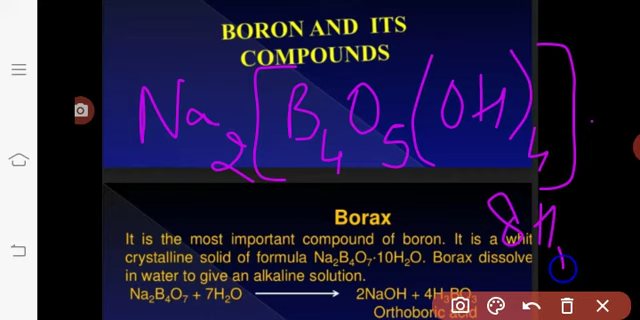 BORON AND ITS
COMPOUNDS
Na₂[B₄O₅(OH)₄].
8H
Borax
It is the most important compound of boron. It is a whit
crystalline solid of formula Na₂B₄O₇·10H₂O. Borax dissolve
in water to give an alkaline solution.
Na₂B₄O₇ + 7H₂O ⟶ 2NaOH + 4H₃BO₃
Orthoboric acid